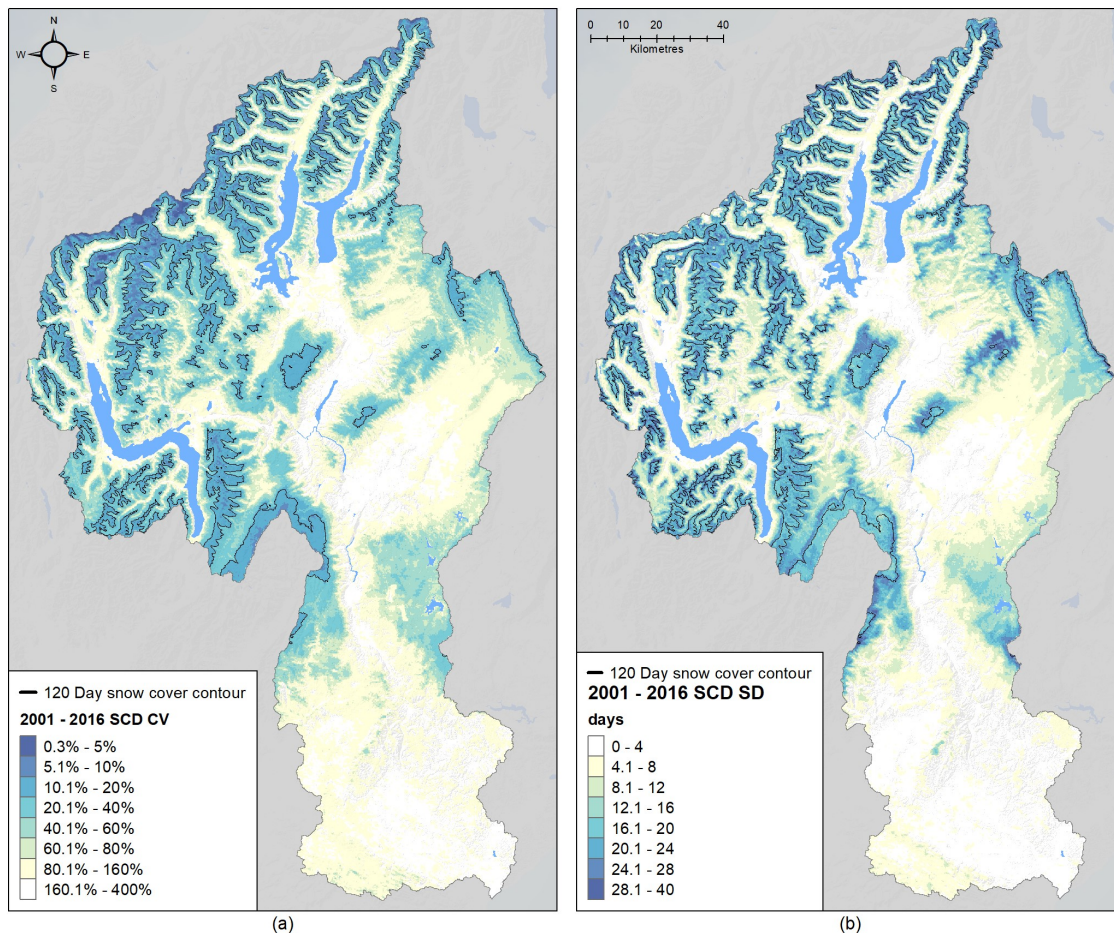 N
W E
S
120 Day snow cover contour
2001 - 2016 SCD CV
0.3% - 5%
5.1% - 10%
10.1% - 20%
20.1% - 40%
40.1% - 60%
60.1% - 80%
80.1% - 160%
160.1% - 400%
(a)
0 20 40
Kilometres
120 Day snow cover contour
2001 - 2016 SCD SD
days
0 - 4
4.1 - 8
8.1 - 12
12.1 - 16
16.1 - 20
20.1 - 24
24.1 - 28
28.1 - 40
(b)